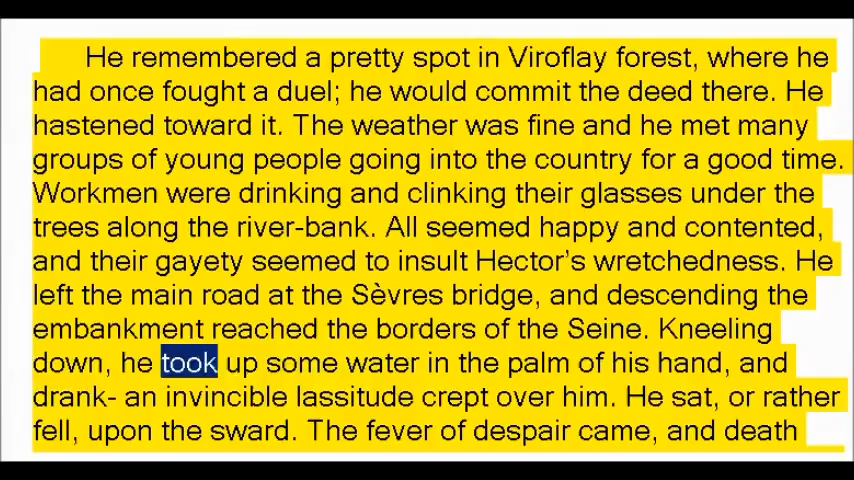 He remembered a pretty spot in Viroflay forest, where he
had once fought a duel; he would commit the deed there. He
hastened toward it. The weather was fine and he met many
groups of young people going into the country for a good time.
Workmen were drinking and clinking their glasses under the
trees along the river-bank. All seemed happy and contented,
and their gayety seemed to insult Hector's wretchedness. He
left the main road at the Sèvres bridge, and descending the
embankment reached the borders of the Seine. Kneeling
down, he took up some water in the palm of his hand, and
drank- an invincible lassitude crept over him. He sat, or rather
fell, upon the sward. The fever of despair came, and death